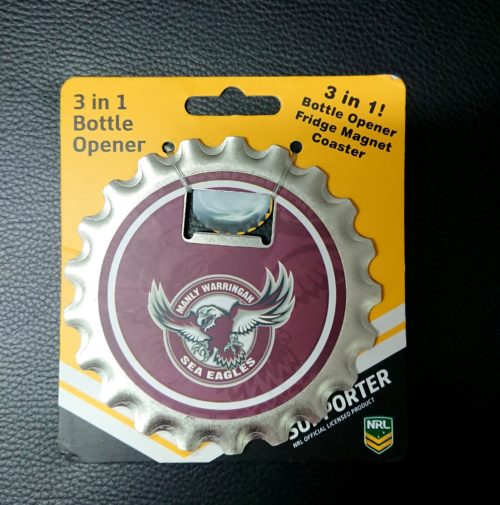 3 in 1
Bottle
Opener
3 in 1!
Bottle Opener
Fridge Magnet
Coaster
MANLY WARRINGAH
SEA EAGLES
SUPPORTER
NRL OFFICIAL LICENSED PRODUCT
NRL